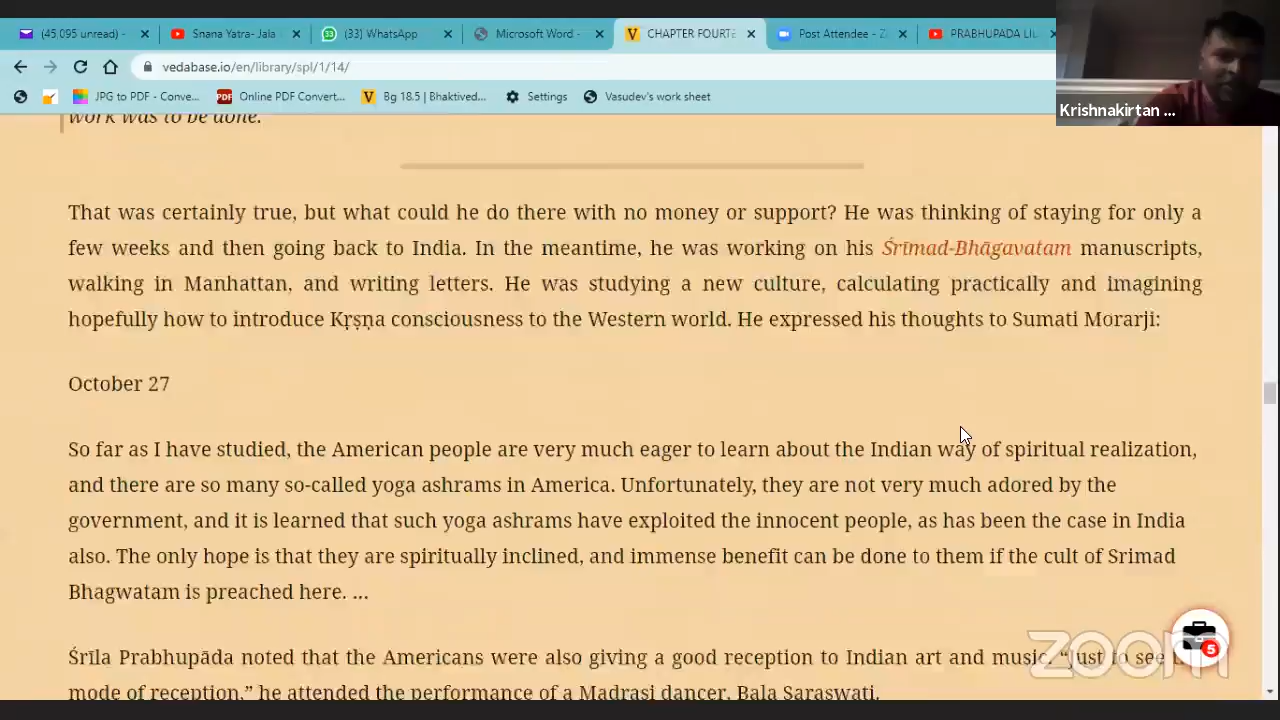 (45,095 unread) -
Snana Yatra- Jala
(33) WhatsApp
Microsoft Word -
CHAPTER FOURTE
Post Attendee - Z
PRABHUPADA LIL
vedabase.io/en/library/spl/1/14/
JPG to PDF - Conve...
PDF
Online PDF Convert...
Bg 18.5 | Bhaktived...
Settings
Vasudev's work sheet
Krishnakirtan ...
work was to be done.
That was certainly true, but what could he do there with no money or support? He was thinking of staying for only a
few weeks and then going back to India. In the meantime, he was working on his Śrīmad-Bhāgavatam manuscripts,
walking in Manhattan, and writing letters. He was studying a new culture, calculating practically and imagining
hopefully how to introduce Kṛṣṇa consciousness to the Western world. He expressed his thoughts to Sumati Morarji:
October 27
So far as I have studied, the American people are very much eager to learn about the Indian way of spiritual realization,
and there are so many so-called yoga ashrams in America. Unfortunately, they are not very much adored by the
government, and it is learned that such yoga ashrams have exploited the innocent people, as has been the case in India
also. The only hope is that they are spiritually inclined, and immense benefit can be done to them if the cult of Srimad
Bhagwatam is preached here. ...
5
zoom
Śrīla Prabhupāda noted that the Americans were also giving a good reception to Indian art and music. “Just to see
mode of reception,” he attended the performance of a Madrasi dancer, Bala Saraswati.